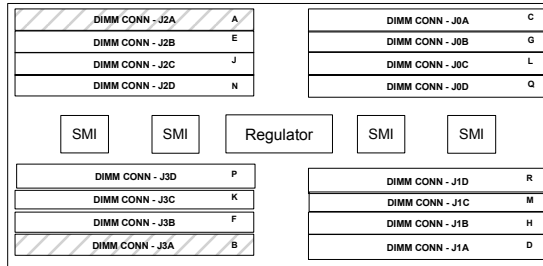 DIMM CONN - J2A A
DIMM CONN - J2B E
DIMM CONN - J2C J
DIMM CONN - J2D N
DIMM CONN - J0A C
DIMM CONN - J0B G
DIMM CONN - J0C L
DIMM CONN - J0D Q
SMI SMI Regulator SMI SMI
DIMM CONN - J3D P
DIMM CONN - J3C K
DIMM CONN - J3B F
DIMM CONN - J3A B
DIMM CONN - J1D R
DIMM CONN - J1C M
DIMM CONN - J1B H
DIMM CONN - J1A D